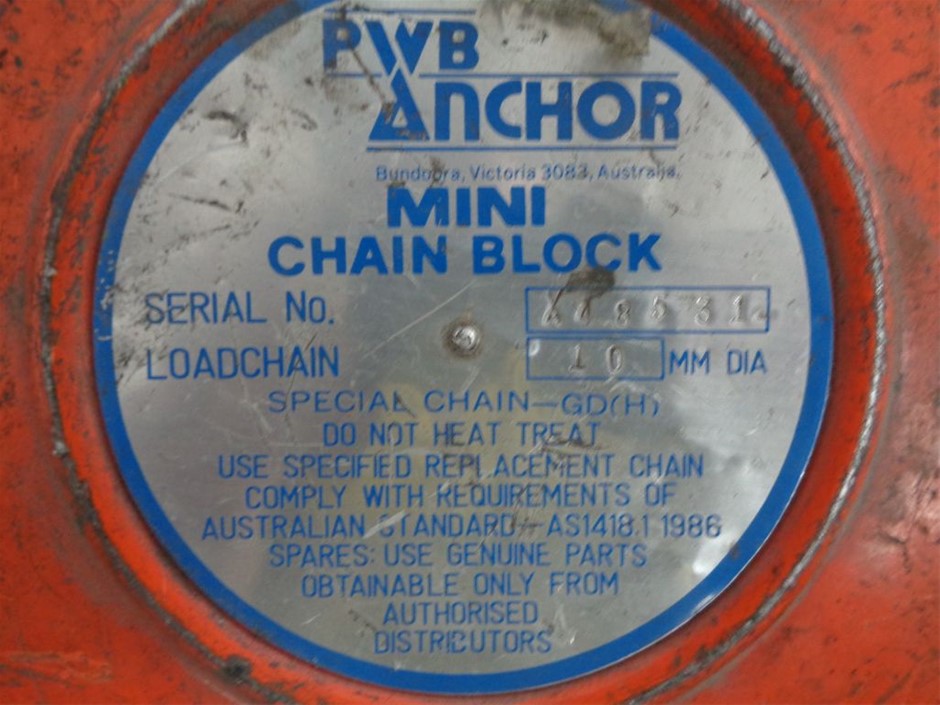 PWB
ANCHOR
Bundoora, Victoria 3083, Australia.
MINI
CHAIN BLOCK
SERIAL No.
LOADCHAIN 10 MM DIA
SPECIAL CHAIN-GD(H)
DO NOT HEAT TREAT
USE SPECIFIED REPLACEMENT CHAIN
COMPLY WITH REQUIREMENTS OF
AUSTRALIAN STANDARD-AS1418.1 1986
SPARES: USE GENUINE PARTS
OBTAINABLE ONLY FROM
AUTHORISED
DISTRIBUTORS